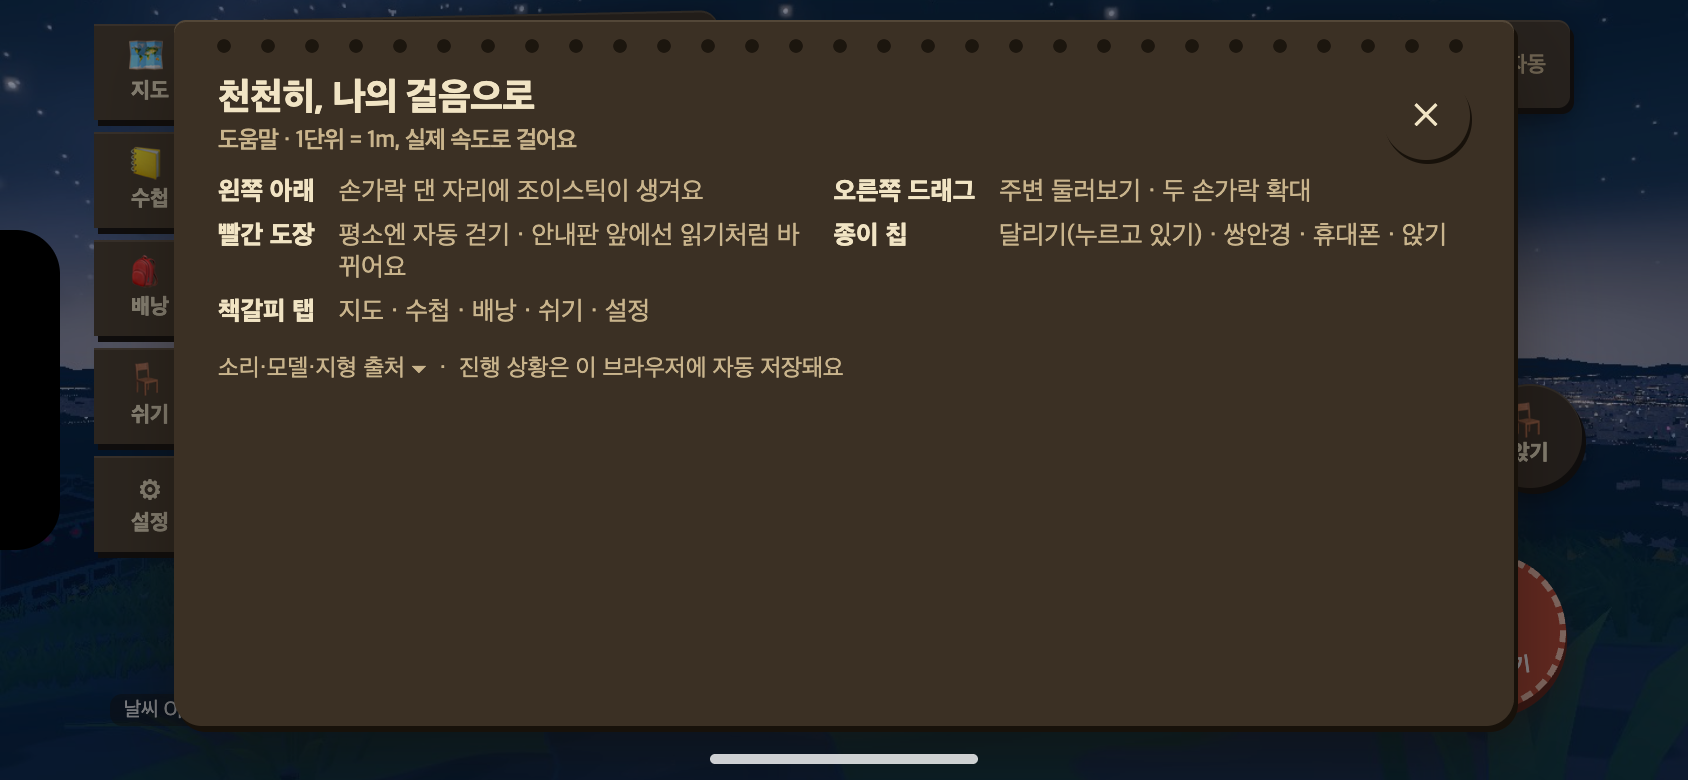 지도
수첩
배낭
쉬기
설정
천천히, 나의 걸음으로
도움말 · 1단위 = 1m, 실제 속도로 걸어요
왼쪽 아래 손가락 댄 자리에 조이스틱이 생겨요
오른쪽 드래그 주변 둘러보기 · 두 손가락 확대
빨간 도장 평소엔 자동 걷기 · 안내판 앞에선 읽기처럼 바
뀌어요
종이 칩 달리기(누르고 있기) · 쌍안경 · 휴대폰 · 앉기
책갈피 탭 지도 · 수첩 · 배낭 · 쉬기 · 설정
소리·모델·지형 출처 · 진행 상황은 이 브라우저에 자동 저장돼요
자동
앉기
기
날씨